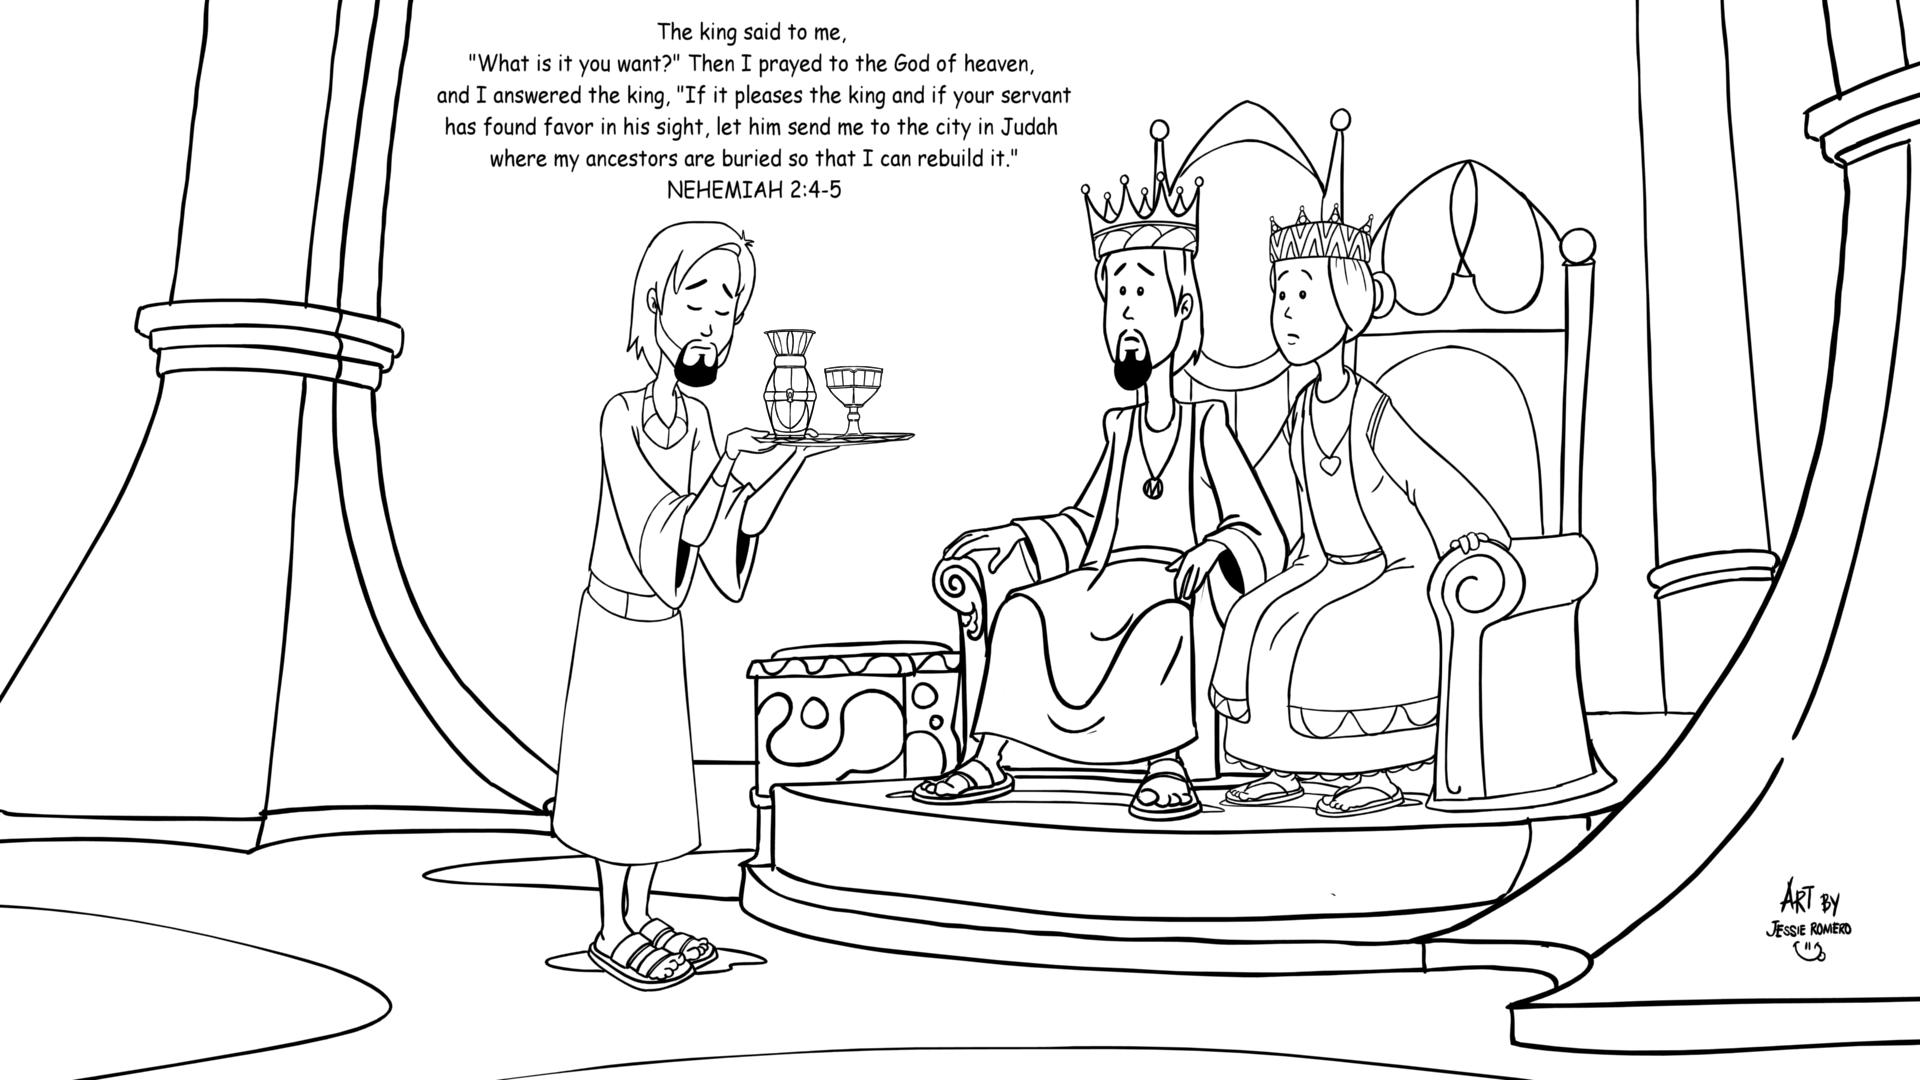 The king said to me,
"What is it you want?" Then I prayed to the God of heaven,
and I answered the king, "If it pleases the king and if your servant
has found favor in his sight, let him send me to the city in Judah
where my ancestors are buried so that I can rebuild it."
NEHEMIAH 2:4-5
M
ART BY
JESSIE ROMERO